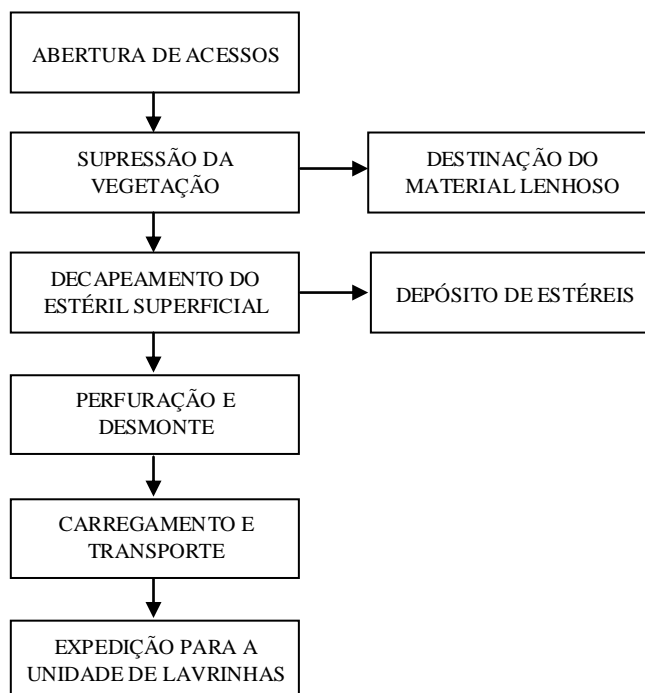 ABERTURA DE ACESSOS
SUPRESSÃO DA
VEGETAÇÃO
DESTINAÇÃO DO
MATERIAL LENHOSO
DECAPEAMENTO DO
ESTÉRIL SUPERFICIAL
DEPÓSITO DE ESTÉREIS
PERFURAÇÃO E
DESMONTE
CARREGAMENTO E
TRANSPORTE
EXPEDIÇÃO PARA A
UNIDADE DE LAVRINHAS